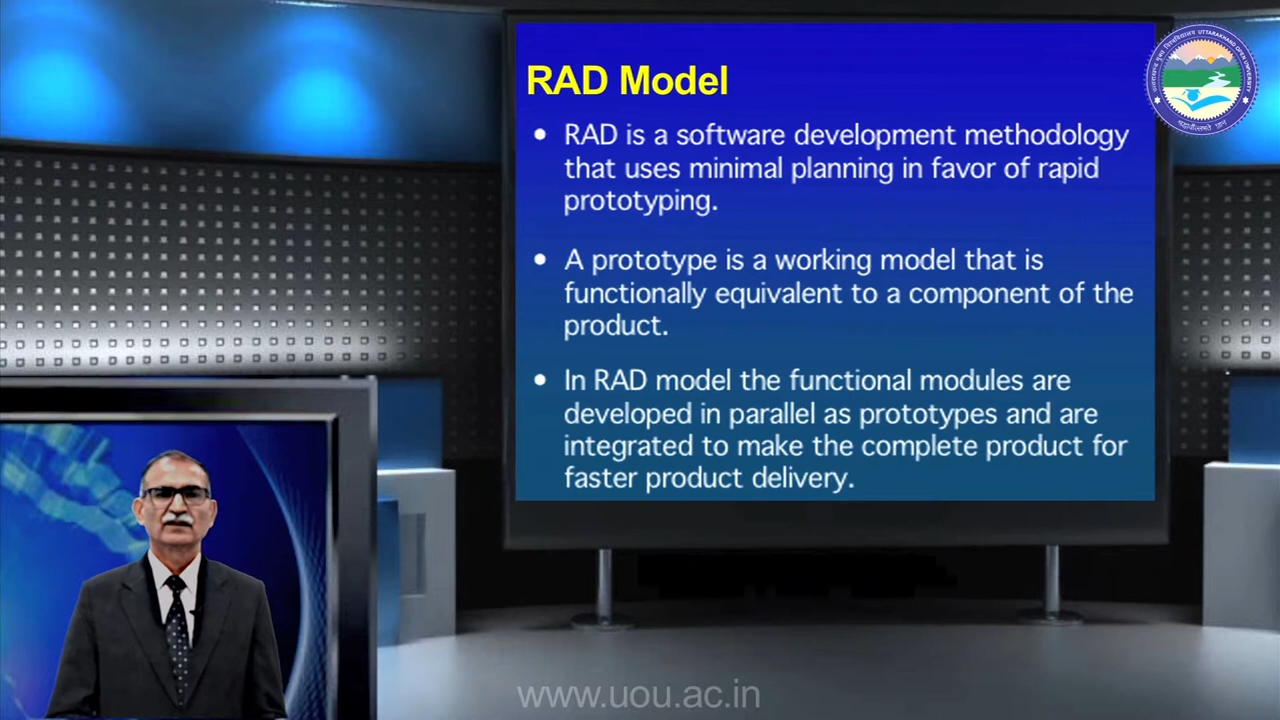 RAD Model
• RAD is a software development methodology
that uses minimal planning in favor of rapid
prototyping.
• A prototype is a working model that is
functionally equivalent to a component of the
product.
• In RAD model the functional modules are
developed in parallel as prototypes and are
integrated to make the complete product for
faster product delivery.
UTTARAKHAND OPEN UNIVERSITY
www.uou.ac.in